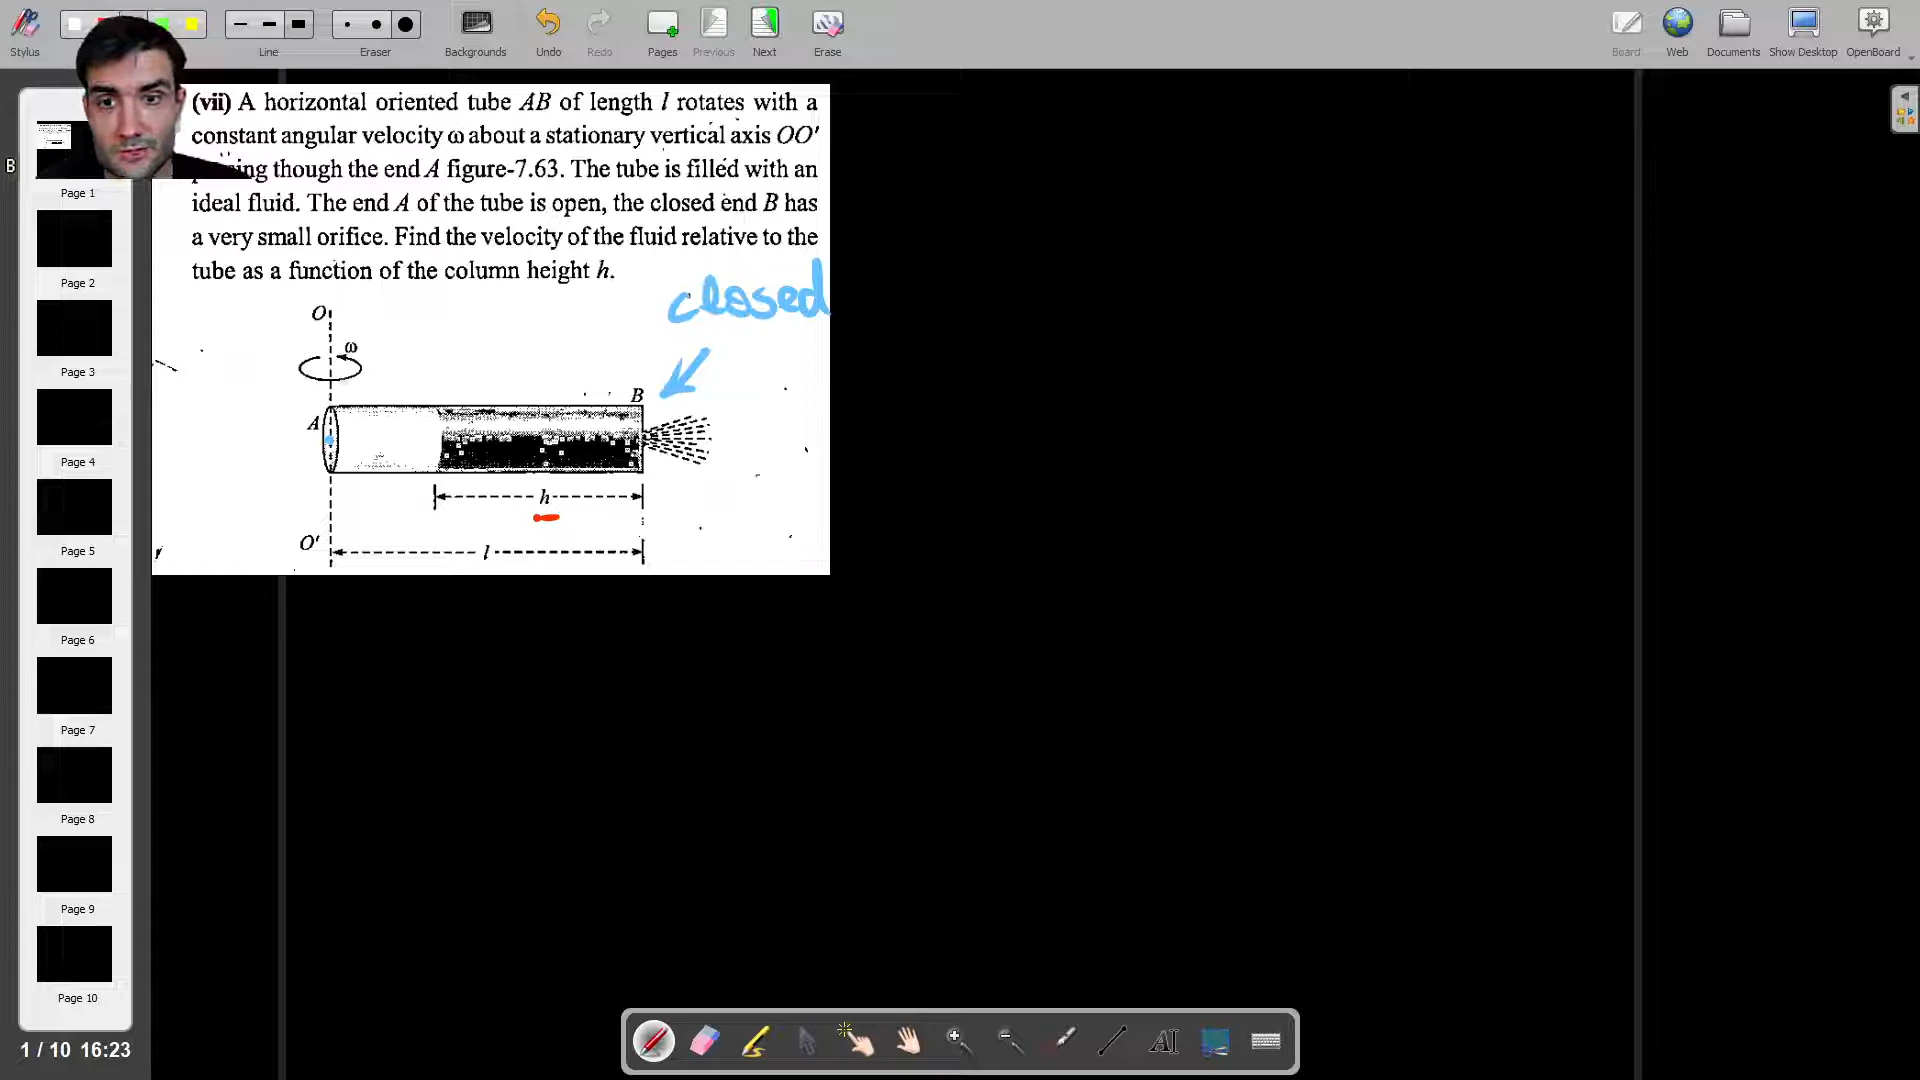 Stylus
Line
Eraser
Backgrounds
Undo
Redo
Pages
Previous
Next
Erase
Board
Web
Documents
Show Desktop
OpenBoard
B
Page 1
Page 2
Page 3
Page 4
Page 5
Page 6
Page 7
Page 8
Page 9
Page 10
1 / 10 16:23
(vii) A horizontal oriented tube AB of length l rotates with a
constant angular velocity ω about a stationary vertical axis OO'
ing though the end A figure-7.63. The tube is filled with an
ideal fluid. The end A of the tube is open, the closed end B has
a very small orifice. Find the velocity of the fluid relative to the
tube as a function of the column height h.
closed
O
ω
A
B
h
O'
l
AI